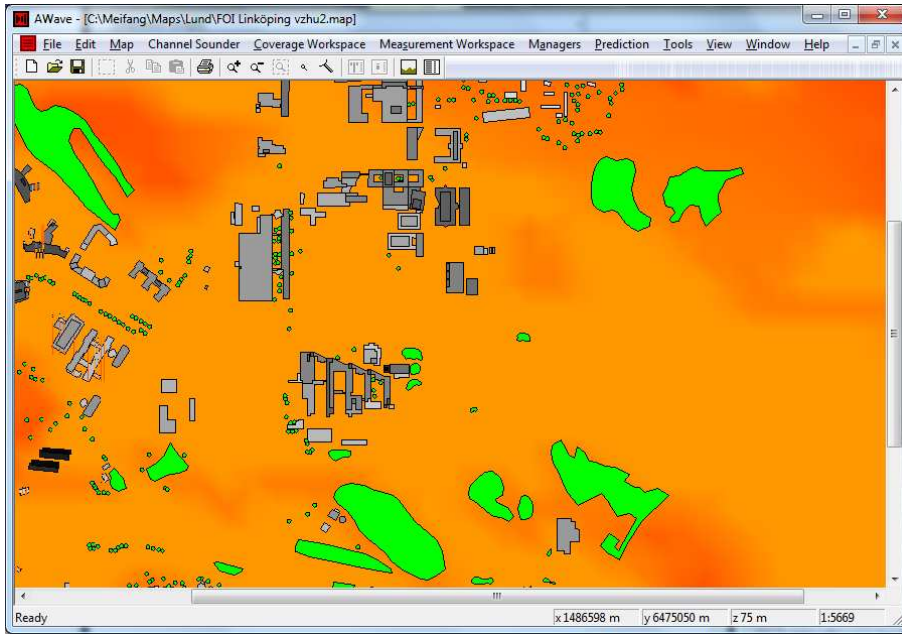 AWave - [C:\Meifang\Maps\Lund\FOI Linköping vzhu2.map]
File Edit Map Channel Sounder Coverage Workspace Measurement Workspace Managers Prediction Tools View Window Help
Ready x 1486598 m y 6475050 m z 75 m 1:5669